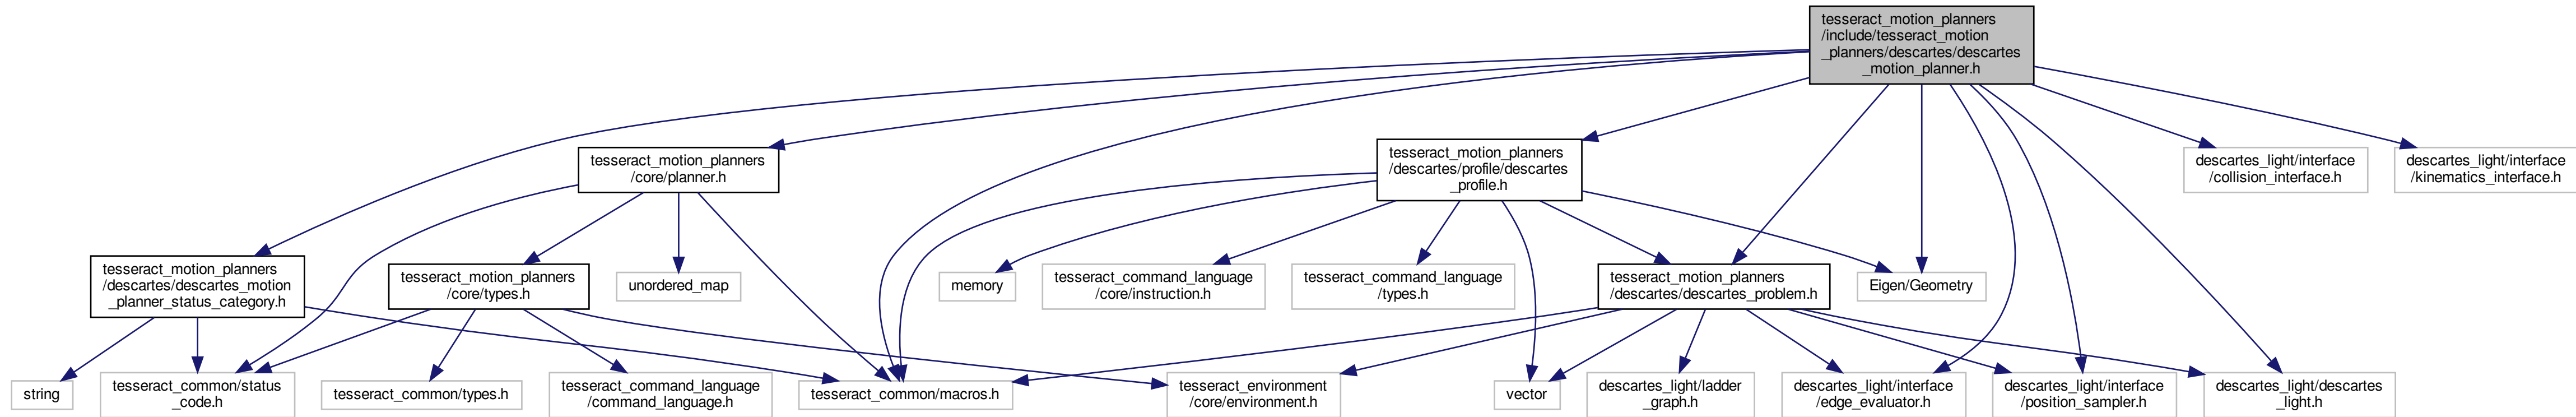 tesseract_motion_planners
/include/tesseract_motion
_planners/descartes/descartes
_motion_planner.h
tesseract_motion_planners
/core/planner.h
tesseract_motion_planners
/descartes/profile/descartes
_profile.h
descartes_light/interface
/collision_interface.h
descartes_light/interface
/kinematics_interface.h
tesseract_motion_planners
/descartes/descartes_motion
_planner_status_category.h
tesseract_motion_planners
/core/types.h
unordered_map
memory
tesseract_command_language
/core/instruction.h
tesseract_command_language
/types.h
tesseract_motion_planners
/descartes/descartes_problem.h
Eigen/Geometry
string
tesseract_common/status
_code.h
tesseract_common/types.h
tesseract_command_language
/command_language.h
tesseract_common/macros.h
tesseract_environment
/core/environment.h
vector
descartes_light/ladder
_graph.h
descartes_light/interface
/edge_evaluator.h
descartes_light/interface
/position_sampler.h
descartes_light/descartes
_light.h